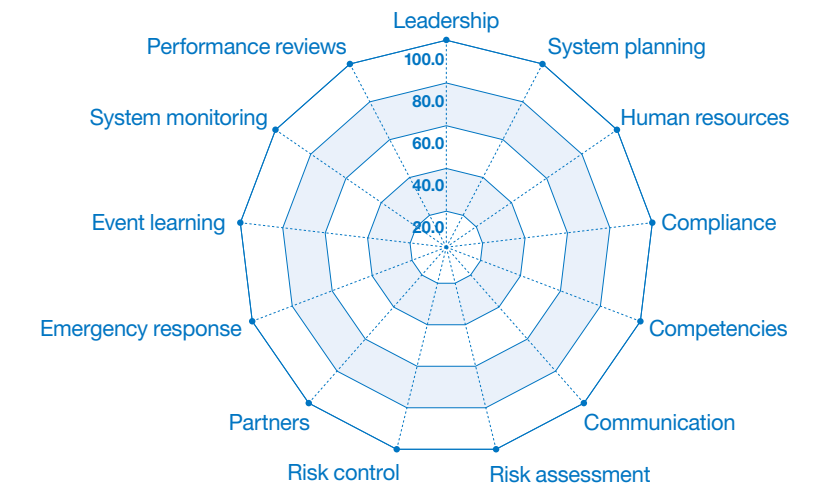 Leadership
Performance reviews
System planning
100.0
80.0
System monitoring
Human resources
60.0
40.0
Event learning
Compliance
20.0
Emergency response
Competencies
Partners
Communication
Risk control
Risk assessment